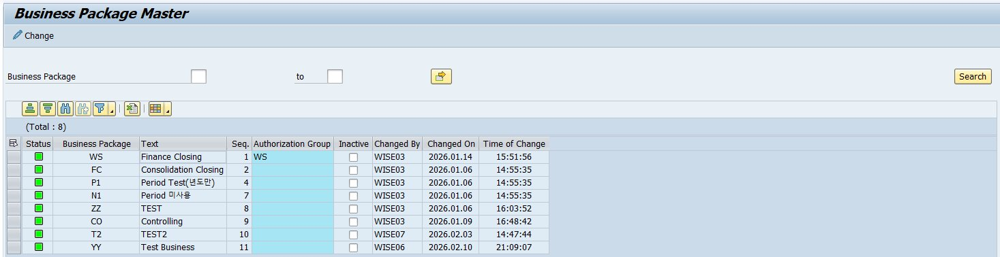 Business Package Master
Change
Business Package to Search
(Total : 8)
Status Business Package Text Seq. Authorization Group Inactive Changed By Changed On Time of Change
WS Finance Closing 1 WS WISE03 2026.01.14 15:51:56
FC Consolidation Closing 2 WISE03 2026.01.06 14:55:35
P1 Period Test(년도만) 4 WISE03 2026.01.06 14:55:35
N1 Period 미사용 7 WISE03 2026.01.06 14:55:35
ZZ TEST 8 WISE03 2026.01.06 16:03:52
CO Controlling 9 WISE03 2026.01.09 16:48:42
T2 TEST2 10 WISE07 2026.02.03 14:47:44
YY Test Business 11 WISE06 2026.02.10 21:09:07